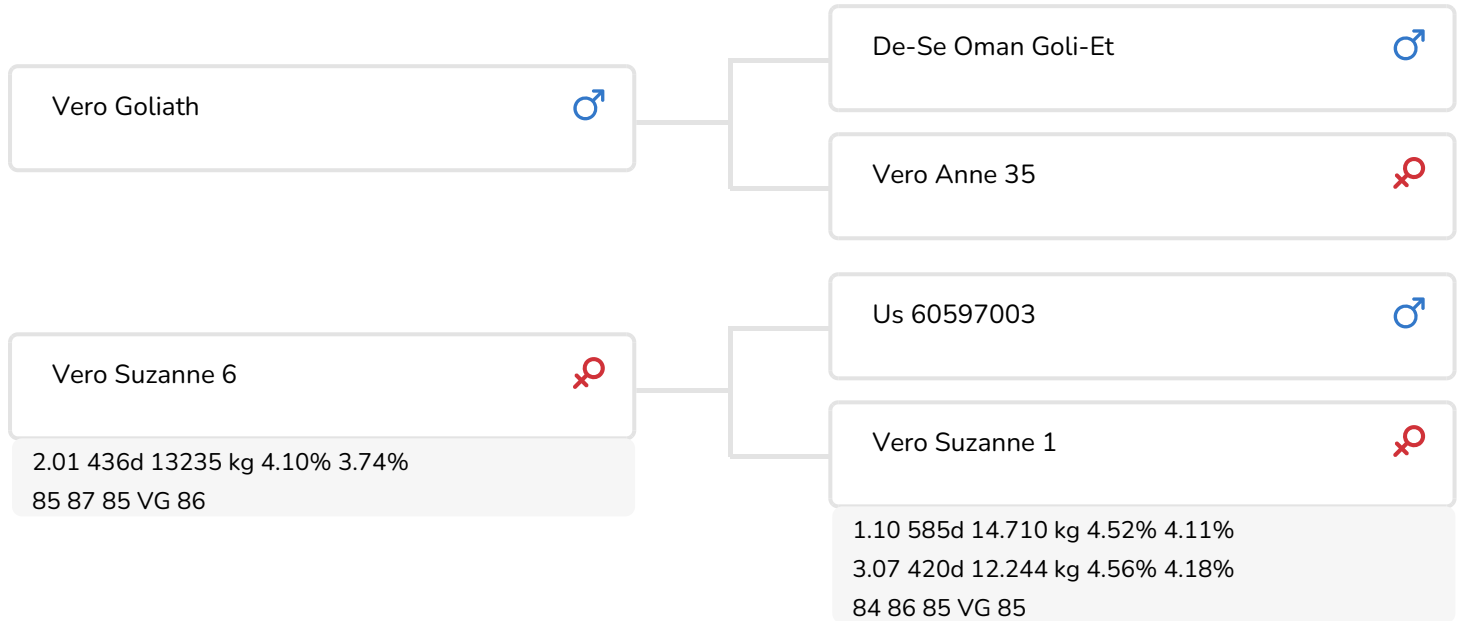 Vero Goliath
De-Se Oman Goli-Et
Vero Anne 35
Vero Suzanne 6
2.01 436d 13235 kg 4.10% 3.74%
85 87 85 VG 86
Us 60597003
Vero Suzanne 1
1.10 585d 14.710 kg 4.52% 4.11%
3.07 420d 12.244 kg 4.56% 4.18%
84 86 85 VG 85